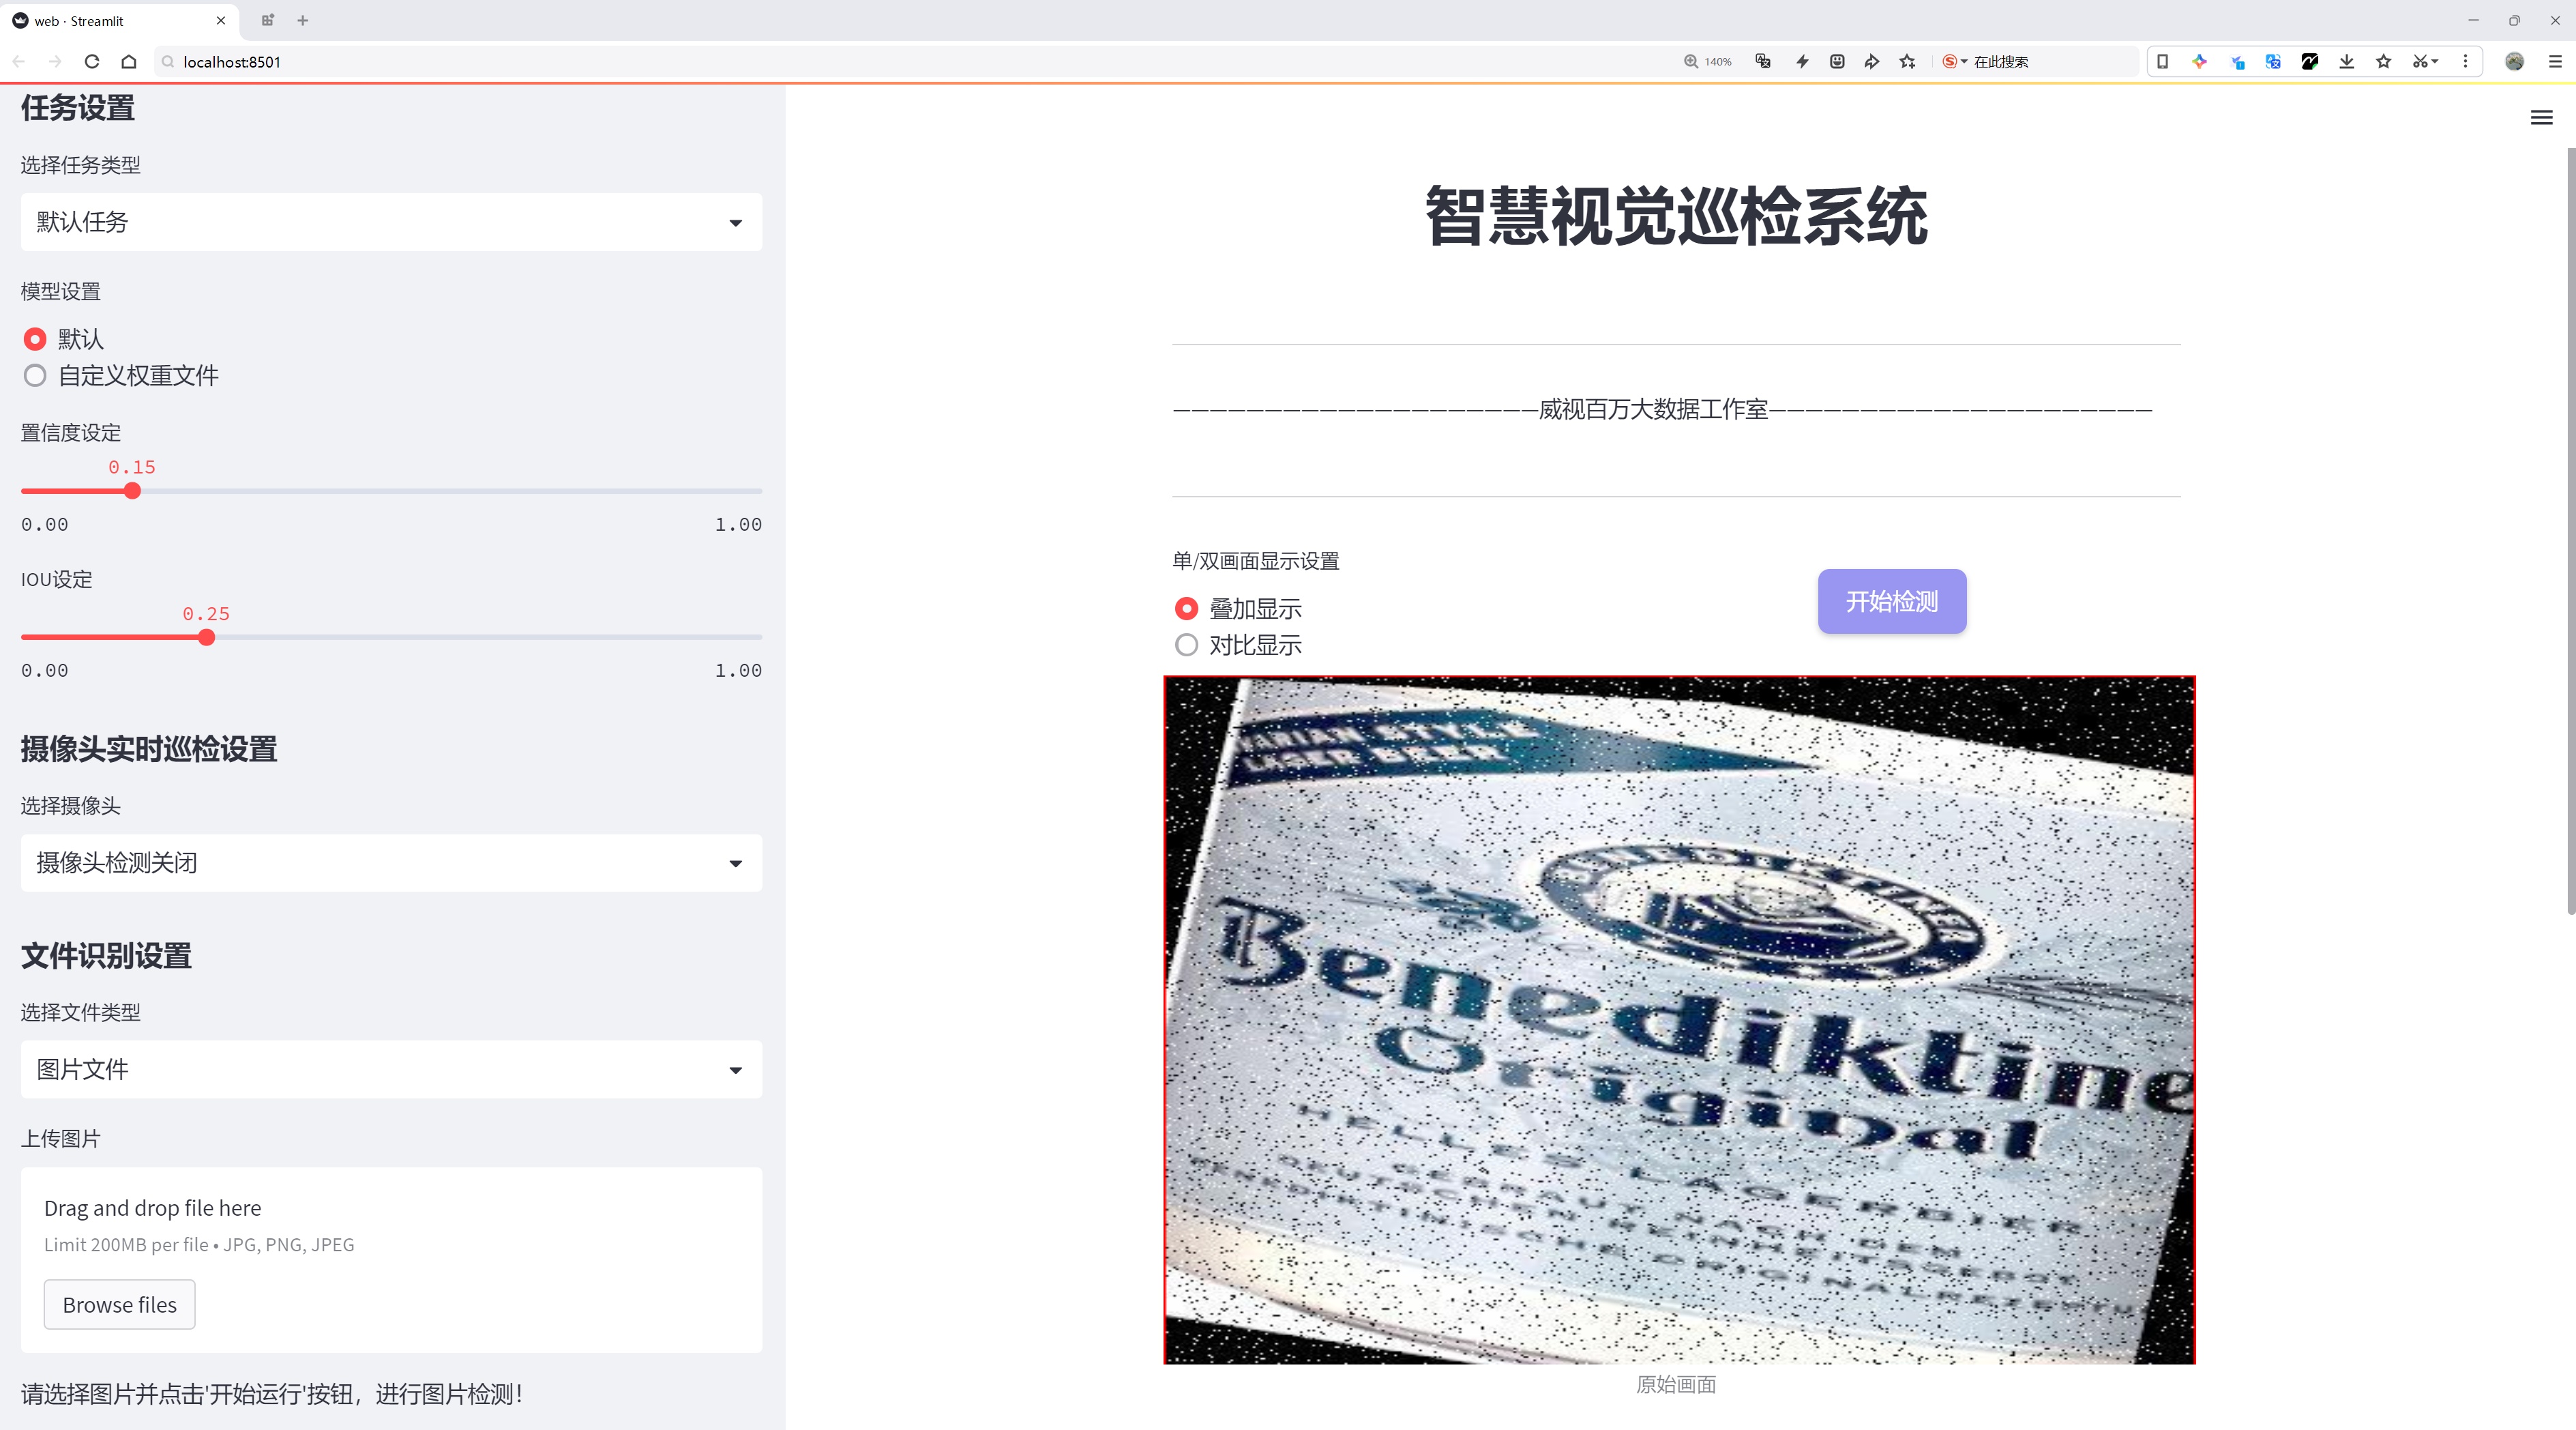 web · Streamlit
localhost:8501
140%
在此搜索
任务设置
选择任务类型
默认任务
模型设置
默认
自定义权重文件
置信度设定
0.15
0.00
1.00
IOU设定
0.25
0.00
1.00
摄像头实时巡检设置
选择摄像头
摄像头检测关闭
文件识别设置
选择文件类型
图片文件
上传图片
Drag and drop file here
Limit 200MB per file • JPG, PNG, JPEG
Browse files
请选择图片并点击'开始运行'按钮，进行图片检测！
智慧视觉巡检系统
————————————————————威视百万大数据工作室—————————————————————
单/双画面显示设置
叠加显示
对比显示
开始检测
Benediktine
Original
HELLES LAGERBIER
GEBRAUT NACH DEM
DEUTSCHEN REINHEITSGEBOT
BENEDIKTINISCHE ORIGINALREZEPTU
原始画面